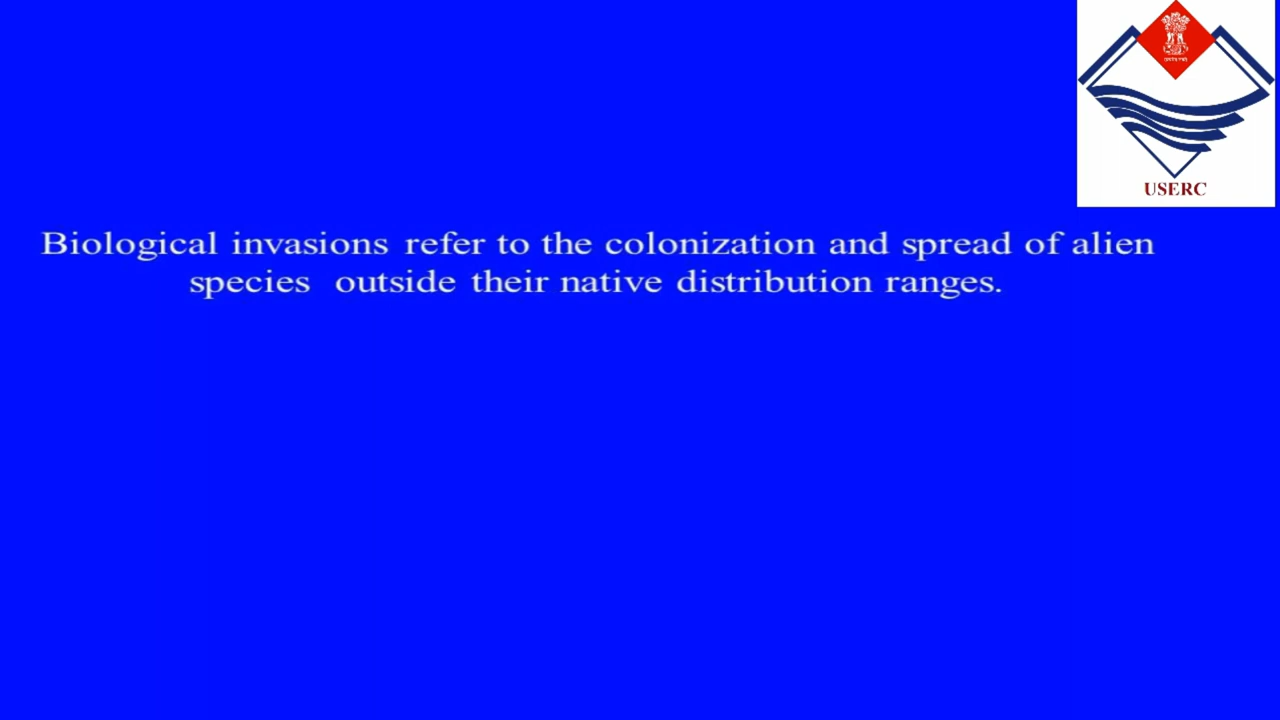 USERC
Biological invasions refer to the colonization and spread of alien
species outside their native distribution ranges.